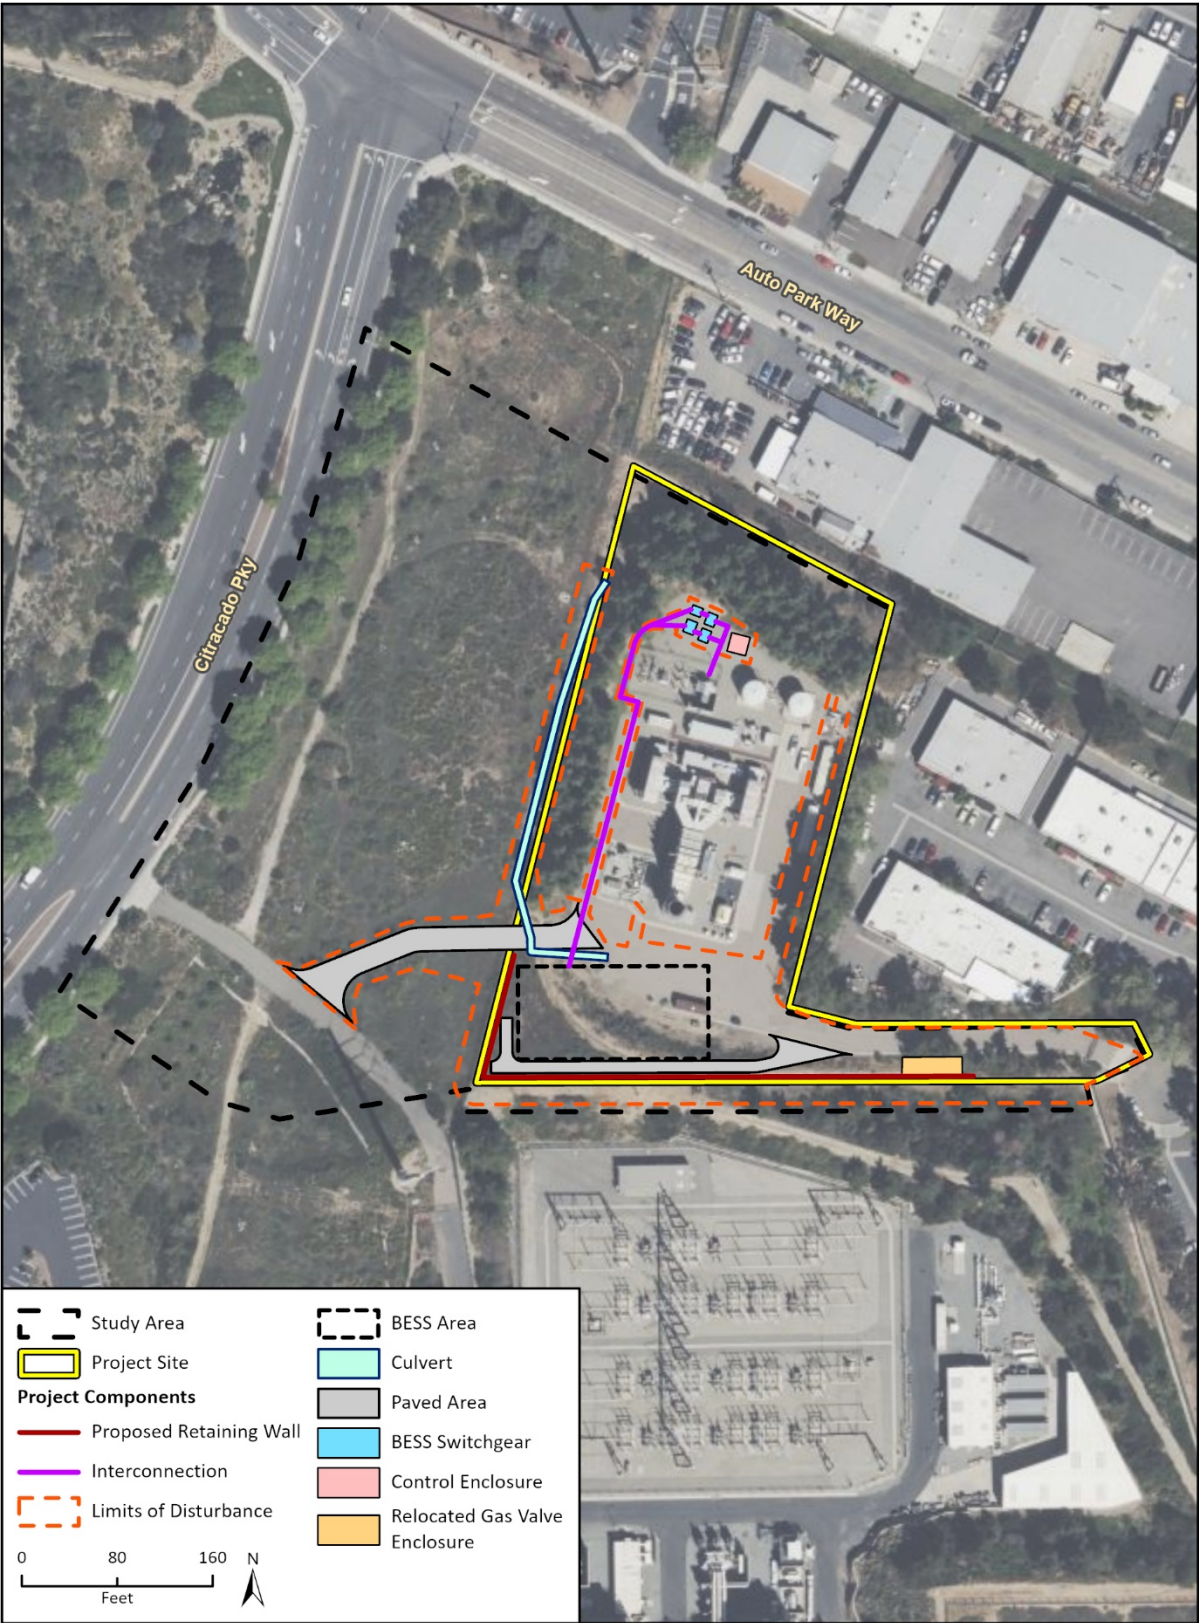 Auto Park Way
Citracado Pky
Study Area
Project Site
Project Components
Proposed Retaining Wall
Interconnection
Limits of Disturbance
0 80 160
Feet
N
BESS Area
Culvert
Paved Area
BESS Switchgear
Control Enclosure
Relocated Gas Valve
Enclosure